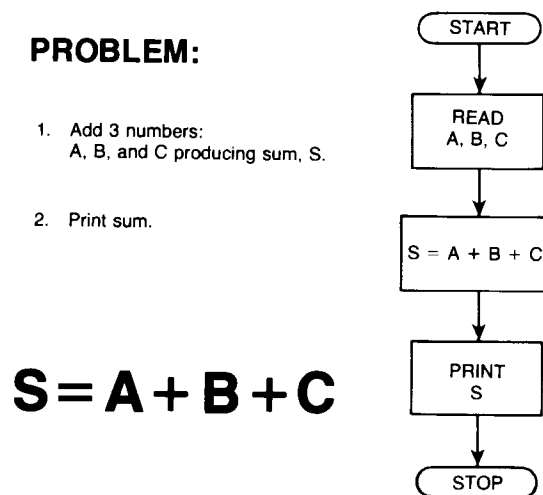 PROBLEM:
1. Add 3 numbers:
A, B, and C producing sum, S.
2. Print sum.
S = A + B + C
START
READ
A, B, C
S = A + B + C
PRINT
S
STOP